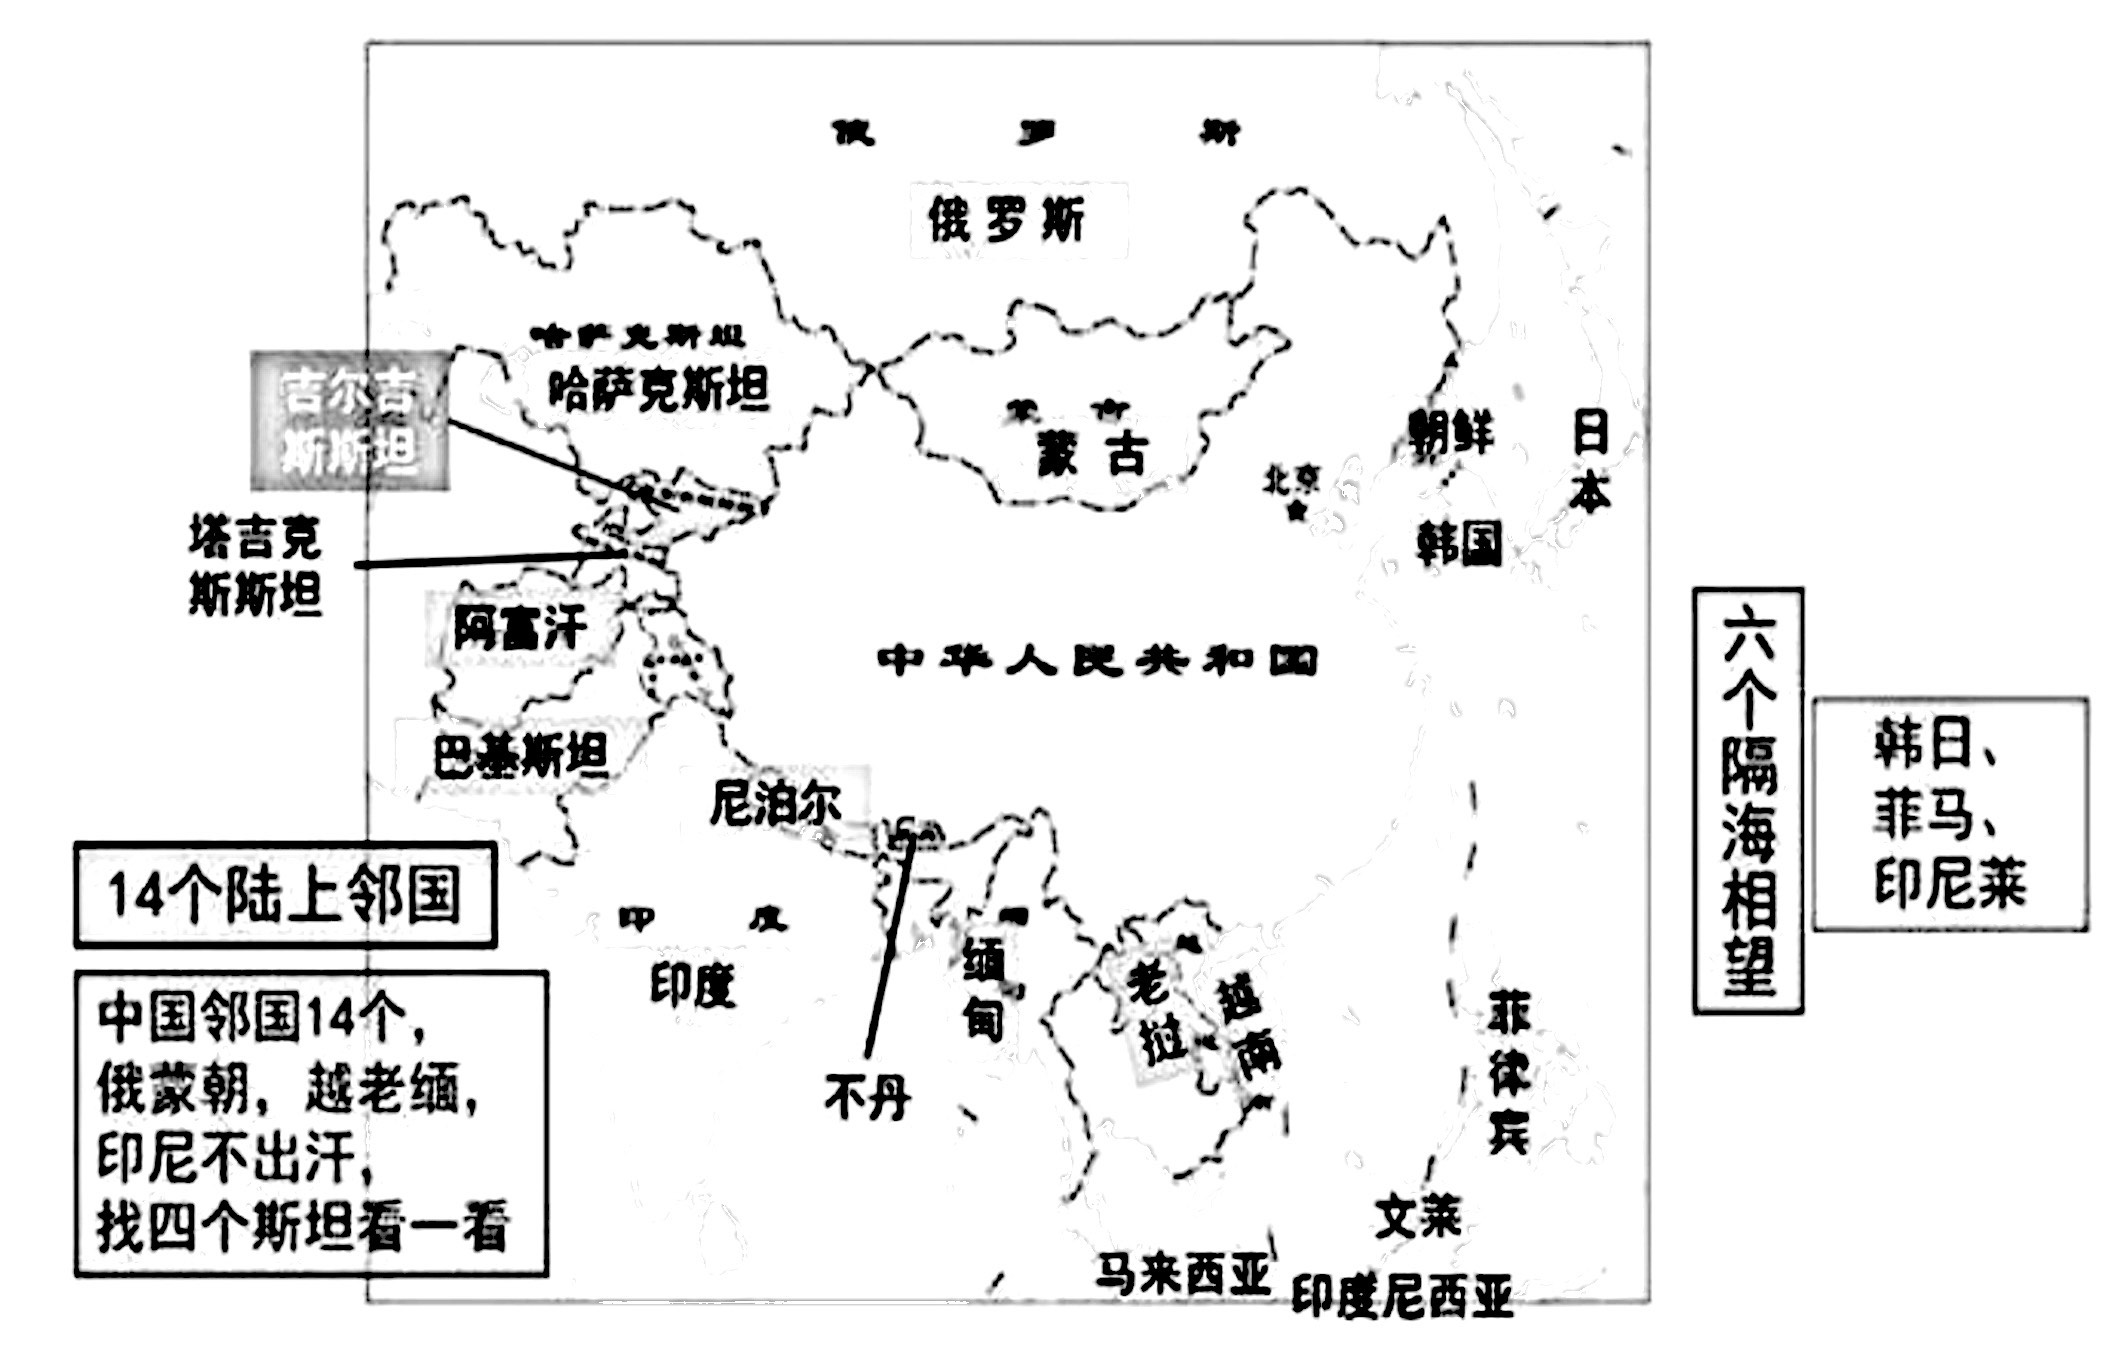 俄 罗 斯
俄罗斯
哈萨克斯坦
哈萨克斯坦
吉尔吉
斯斯坦
蒙 古
蒙 古
朝鲜
日
本
北京
韩国
塔吉克
斯斯坦
阿富汗
中华人民共和国
巴基斯坦
尼泊尔
六个隔海相望
韩日、
菲马、
印尼莱
14个陆上邻国
印 度
印度
缅
甸
老
挝
越
南
不丹
菲
律
宾
中国邻国14个，
俄蒙朝，越老缅，
印尼不出汗，
找四个斯坦看一看
文莱
马来西亚
印度尼西亚